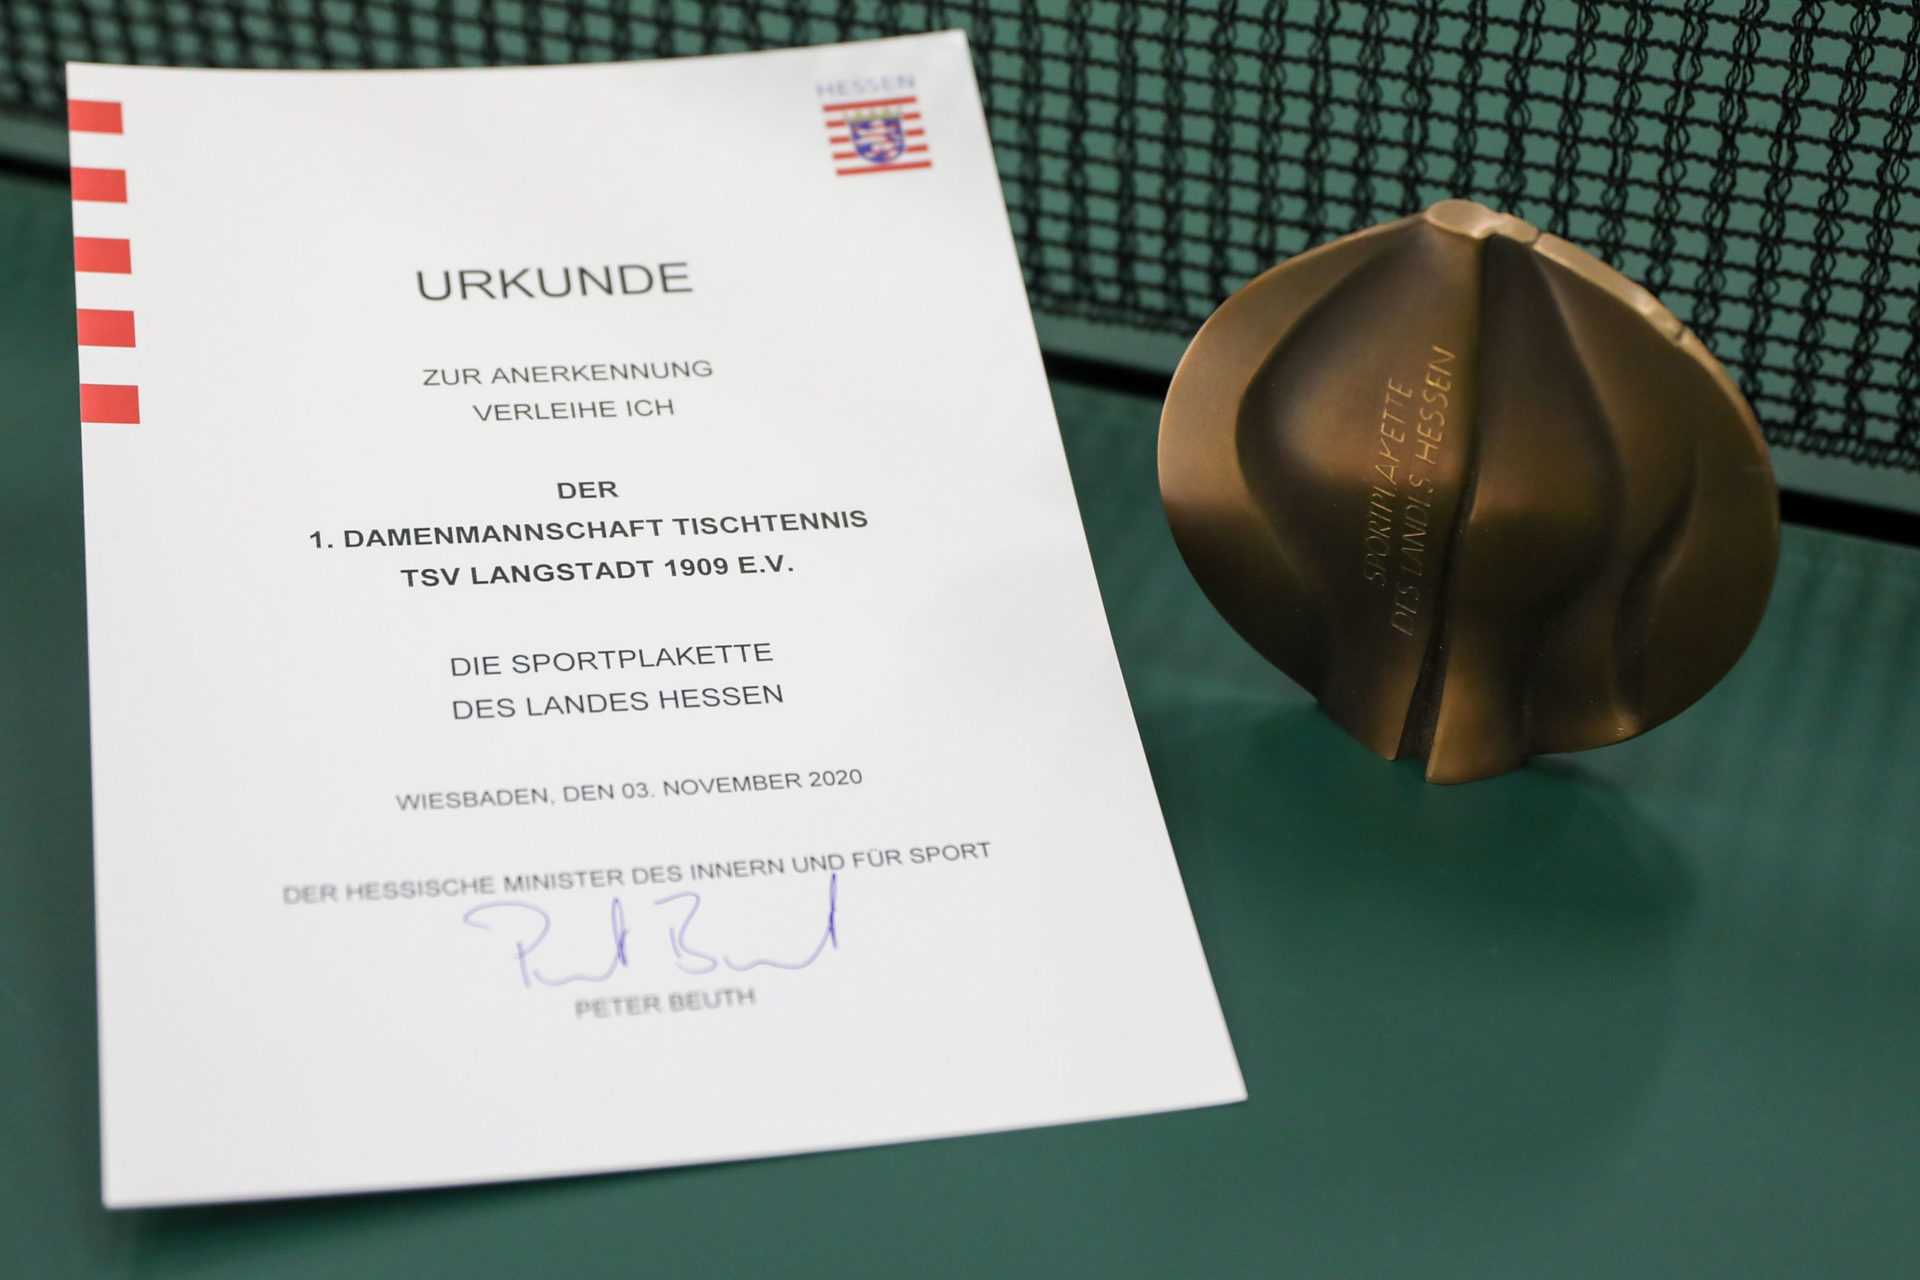 HESSEN
URKUNDE
ZUR ANERKENNUNG
VERLEIHE ICH
DER
1. DAMENMANNSCHAFT TISCHTENNIS
TSV LANGSTADT 1909 E.V.
DIE SPORTPLAKETTE
DES LANDES HESSEN
WIESBADEN, DEN 03. NOVEMBER 2020
DER HESSISCHE MINISTER DES INNERN UND FÜR SPORT
PETER BEUTH
SPORTPLAKETTE
DES LANDES HESSEN